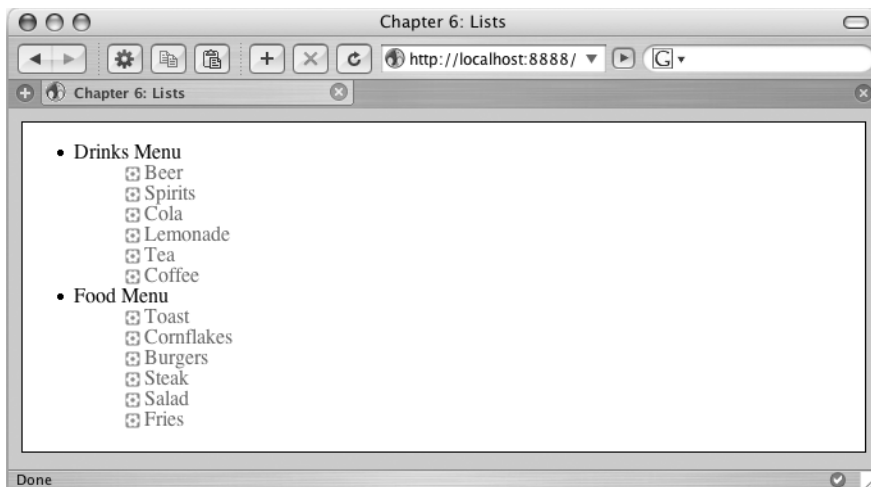 Chapter 6: Lists
http://localhost:8888/
G
Chapter 6: Lists
Drinks Menu
Beer
Spirits
Cola
Lemonade
Tea
Coffee
Food Menu
Toast
Cornflakes
Burgers
Steak
Salad
Fries
Done